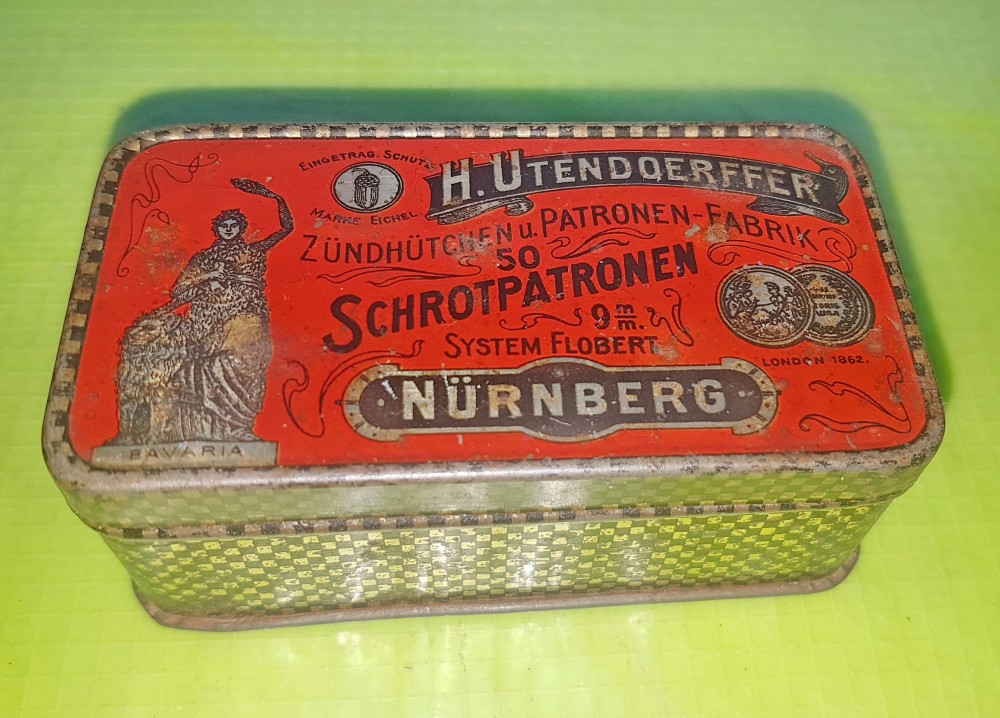 EINGETRAG. SCHUTZ
MARKE EICHEL.
H. UTENDOERFFER
ZÜNDHÜTCHEN u. PATRONEN-FABRIK
50
SCHROTPATRONEN
9 m/m.
SYSTEM FLOBERT
NÜRNBERG
LONDON 1862.
BAVARIA